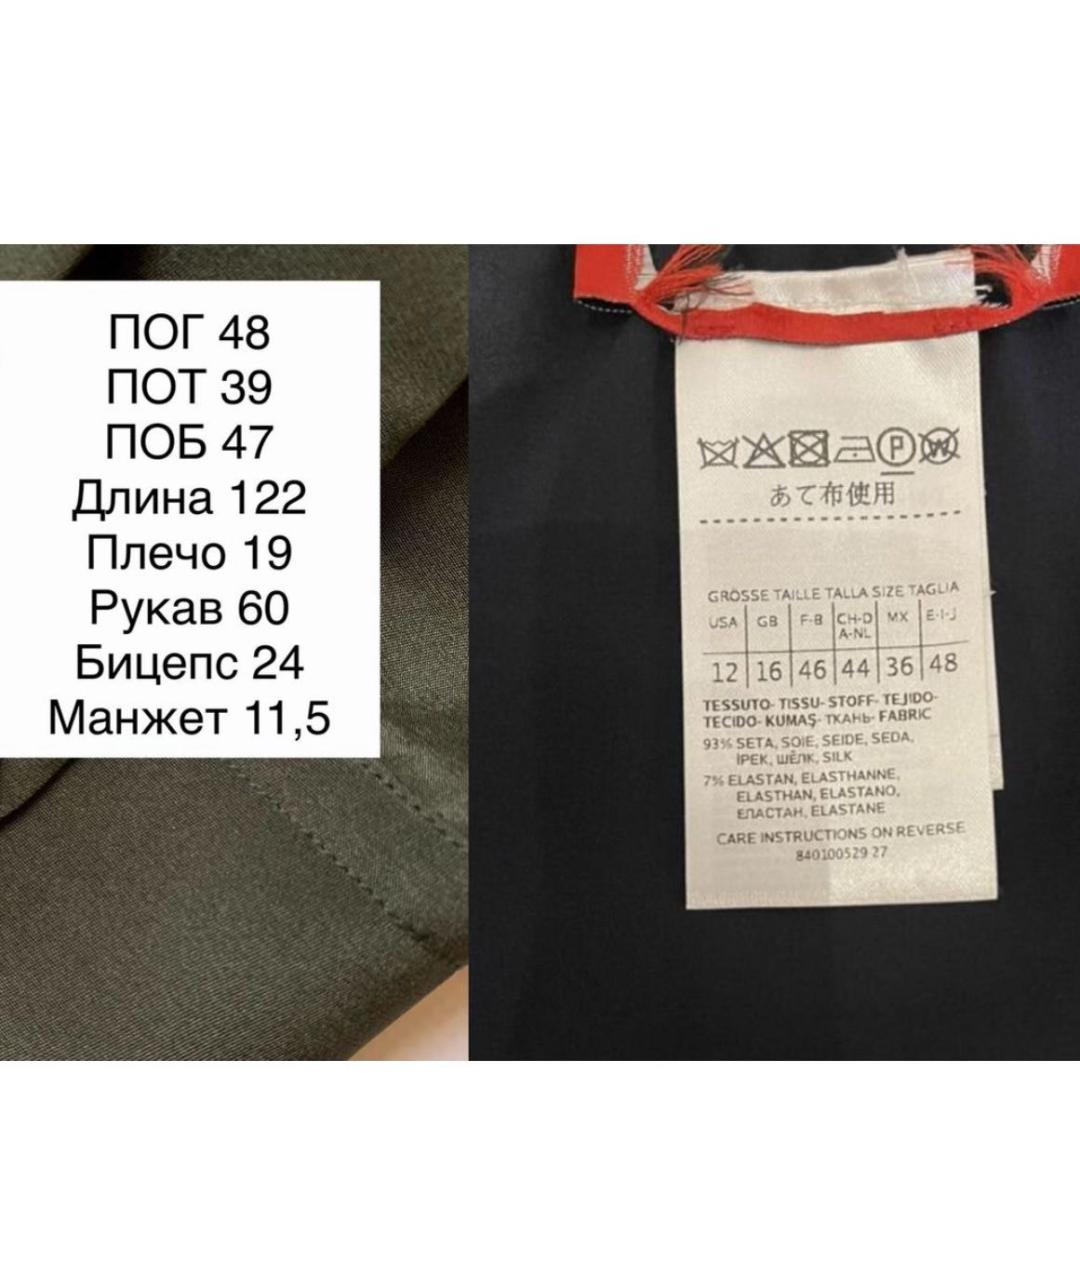 ПОГ 48
ПОТ 39
ПОБ 47
Длина 122
Плечо 19
Рукав 60
Бицепс 24
Манжет 11,5
P W
あて布使用
GRÖSSE TAILLE TALLA SIZE TAGLIA
USA GB F-B CH-D A-NL MX E-I-J
12 16 46 44 36 48
TESSUTO- TISSU- STOFF- TEJIDO-
TECIDO- KUMAŞ- ТКАНЬ- FABRIC
93% SETA, SOIE, SEIDE, SEDA,
IPEK, ШЁЛК, SILK
7% ELASTAN, ELASTHANNE,
ELASTHAN, ELASTANO,
ЕЛАСТАН, ELASTANE
CARE INSTRUCTIONS ON REVERSE
840100529 27